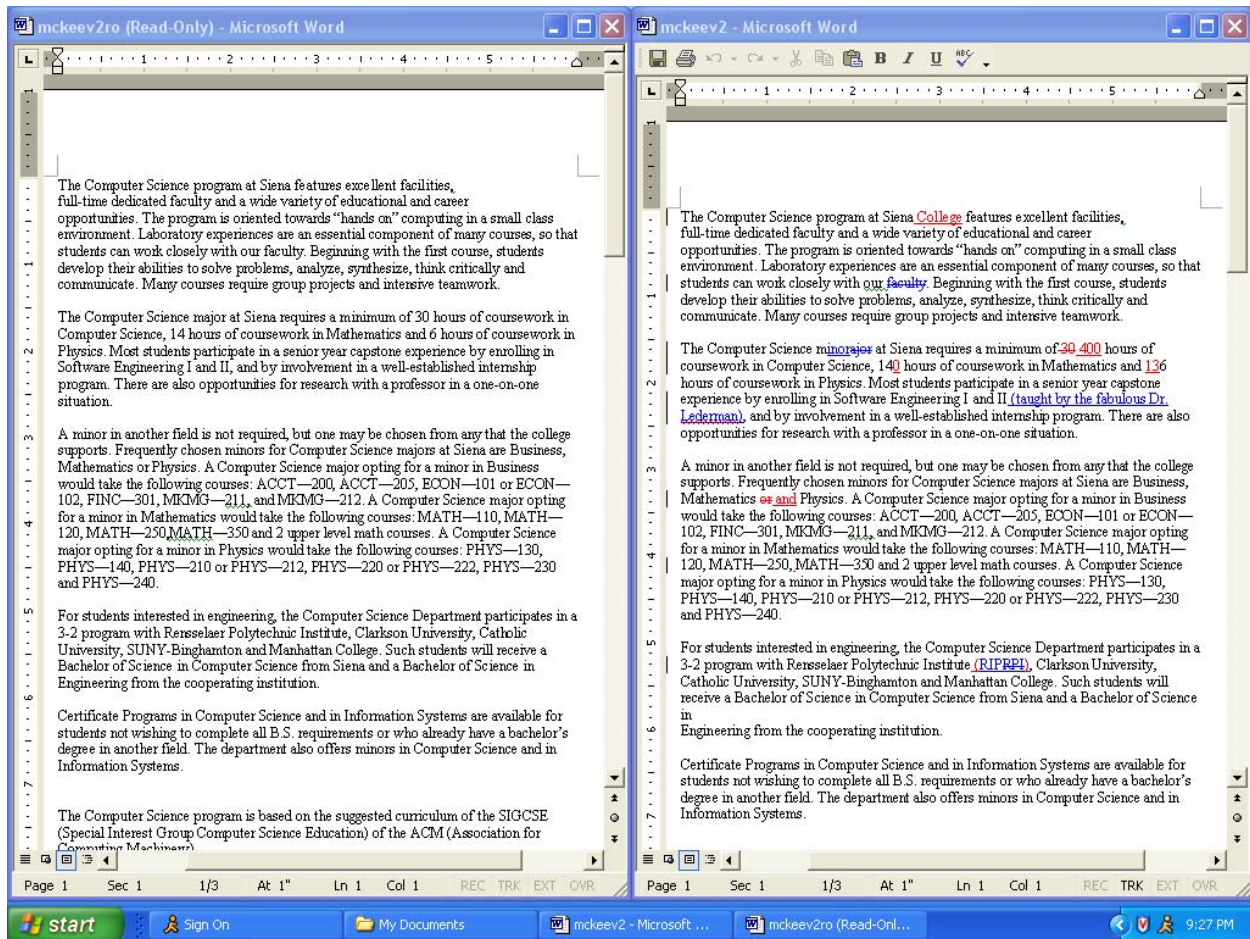 mckeev2ro (Read-Only) - Microsoft Word
The Computer Science program at Siena features excellent facilities,
full-time dedicated faculty and a wide variety of educational and career
opportunities. The program is oriented towards “hands on” computing in a small class
environment. Laboratory experiences are an essential component of many courses, so that
students can work closely with our faculty. Beginning with the first course, students
develop their abilities to solve problems, analyze, synthesize, think critically and
communicate. Many courses require group projects and intensive teamwork.
The Computer Science major at Siena requires a minimum of 30 hours of coursework in
Computer Science, 14 hours of coursework in Mathematics and 6 hours of coursework in
Physics. Most students participate in a senior year capstone experience by enrolling in
Software Engineering I and II, and by involvement in a well-established internship
program. There are also opportunities for research with a professor in a one-on-one
situation.
A minor in another field is not required, but one may be chosen from any that the college
supports. Frequently chosen minors for Computer Science majors at Siena are Business,
Mathematics or Physics. A Computer Science major opting for a minor in Business
would take the following courses: ACCT—200, ACCT—205, ECON—101 or ECON—
102, FINC—301, MKMG—211, and MKMG—212. A Computer Science major opting
for a minor in Mathematics would take the following courses: MATH—110, MATH—
120, MATH—250,MATH—350 and 2 upper level math courses. A Computer Science
major opting for a minor in Physics would take the following courses: PHYS—130,
PHYS—140, PHYS—210 or PHYS—212, PHYS—220 or PHYS—222, PHYS—230
and PHYS—240.
For students interested in engineering, the Computer Science Department participates in a
3-2 program with Rensselaer Polytechnic Institute, Clarkson University, Catholic
University, SUNY-Binghamton and Manhattan College. Such students will receive a
Bachelor of Science in Computer Science from Siena and a Bachelor of Science in
Engineering from the cooperating institution.
Certificate Programs in Computer Science and in Information Systems are available for
students not wishing to complete all B.S. requirements or who already have a bachelor’s
degree in another field. The department also offers minors in Computer Science and in
Information Systems.
The Computer Science program is based on the suggested curriculum of the SIGCSE
(Special Interest Group Computer Science Education) of the ACM (Association for
Computing Machinery)
Page 1 Sec 1 1/3 At 1" Ln 1 Col 1 REC TRK EXT OVR
mckeev2 - Microsoft Word
B I U ABC
1 2 3 4 5
The Computer Science program at Siena College features excellent facilities,
full-time dedicated faculty and a wide variety of educational and career
opportunities. The program is oriented towards “hands on” computing in a small class
environment. Laboratory experiences are an essential component of many courses, so that
students can work closely with our faculty. Beginning with the first course, students
develop their abilities to solve problems, analyze, synthesize, think critically and
communicate. Many courses require group projects and intensive teamwork.
The Computer Science minorajor at Siena requires a minimum of 30 400 hours of
coursework in Computer Science, 140 hours of coursework in Mathematics and 136
hours of coursework in Physics. Most students participate in a senior year capstone
experience by enrolling in Software Engineering I and II (taught by the fabulous Dr.
Lederman), and by involvement in a well-established internship program. There are also
opportunities for research with a professor in a one-on-one situation.
A minor in another field is not required, but one may be chosen from any that the college
supports. Frequently chosen minors for Computer Science majors at Siena are Business,
Mathematics or and Physics. A Computer Science major opting for a minor in Business
would take the following courses: ACCT—200, ACCT—205, ECON—101 or ECON—
102, FINC—301, MKMG—211, and MKMG—212. A Computer Science major opting
for a minor in Mathematics would take the following courses: MATH—110, MATH—
120, MATH—250, MATH—350 and 2 upper level math courses. A Computer Science
major opting for a minor in Physics would take the following courses: PHYS—130,
PHYS—140, PHYS—210 or PHYS—212, PHYS—220 or PHYS—222, PHYS—230
and PHYS—240.
For students interested in engineering, the Computer Science Department participates in a
3-2 program with Rensselaer Polytechnic Institute (RIPRPI), Clarkson University,
Catholic University, SUNY-Binghamton and Manhattan College. Such students will
receive a Bachelor of Science in Computer Science from Siena and a Bachelor of Science
in
Engineering from the cooperating institution.
Certificate Programs in Computer Science and in Information Systems are available for
students not wishing to complete all B.S. requirements or who already have a bachelor’s
degree in another field. The department also offers minors in Computer Science and in
Information Systems.
Page 1 Sec 1 1/3 At 1" Ln 1 Col 1 REC TRK EXT OVR
start Sign On My Documents mckeev2 - Microsoft ... mckeev2ro (Read-Onl... 9:27 PM